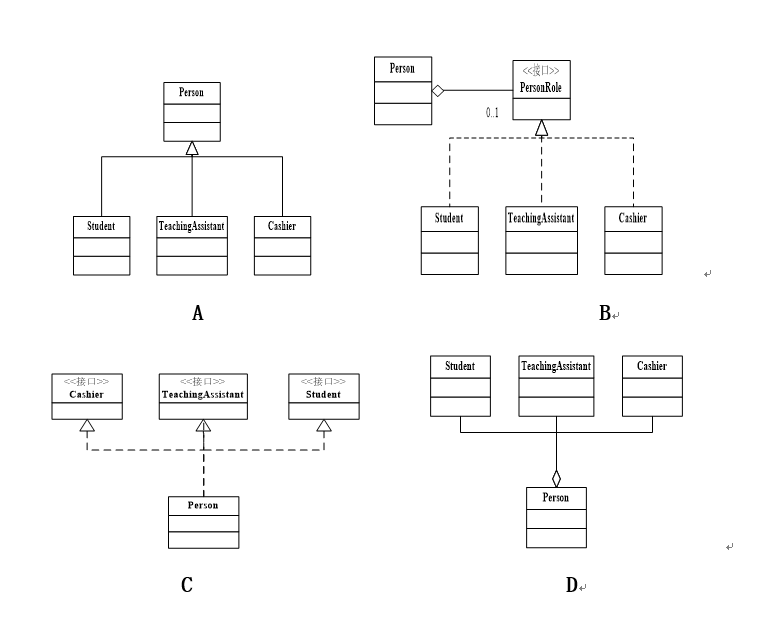 Person
Student
TeachingAssistant
Cashier
A
Person
<<接口>>
PersonRole
0..1
Student
TeachingAssistant
Cashier
B
<<接口>>
Cashier
<<接口>>
TeachingAssistant
<<接口>>
Student
Person
C
Student
TeachingAssistant
Cashier
Person
D